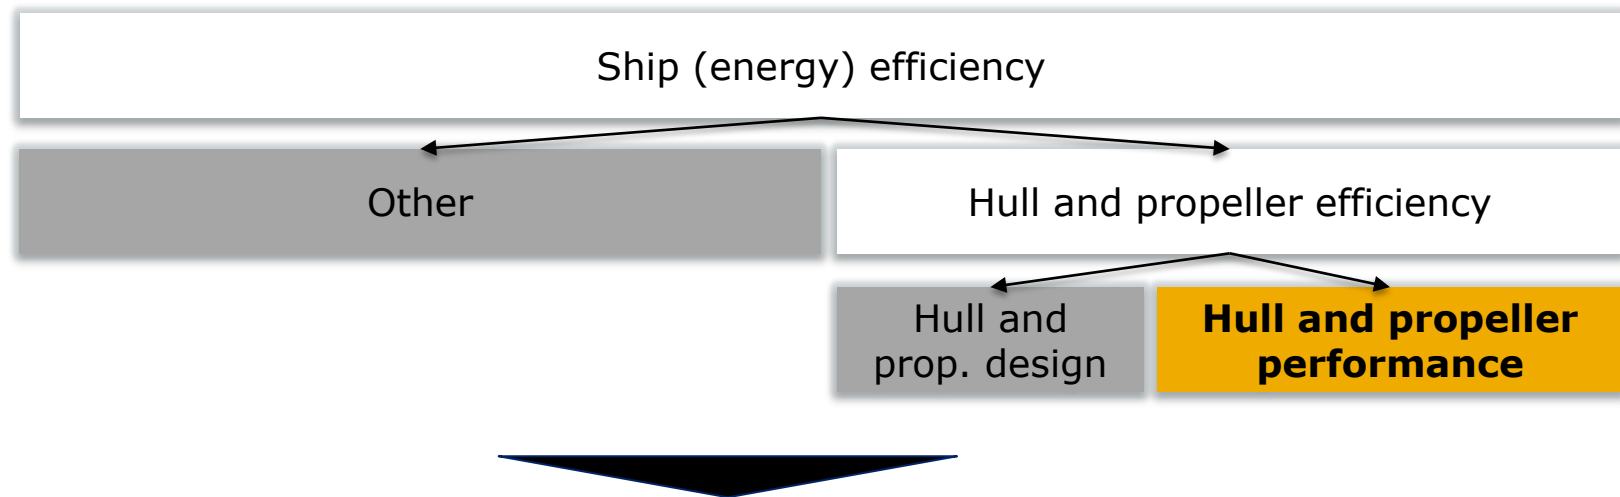 Ship (energy) efficiency
Other
Hull and propeller efficiency
Hull and
prop. design
Hull and propeller
performance